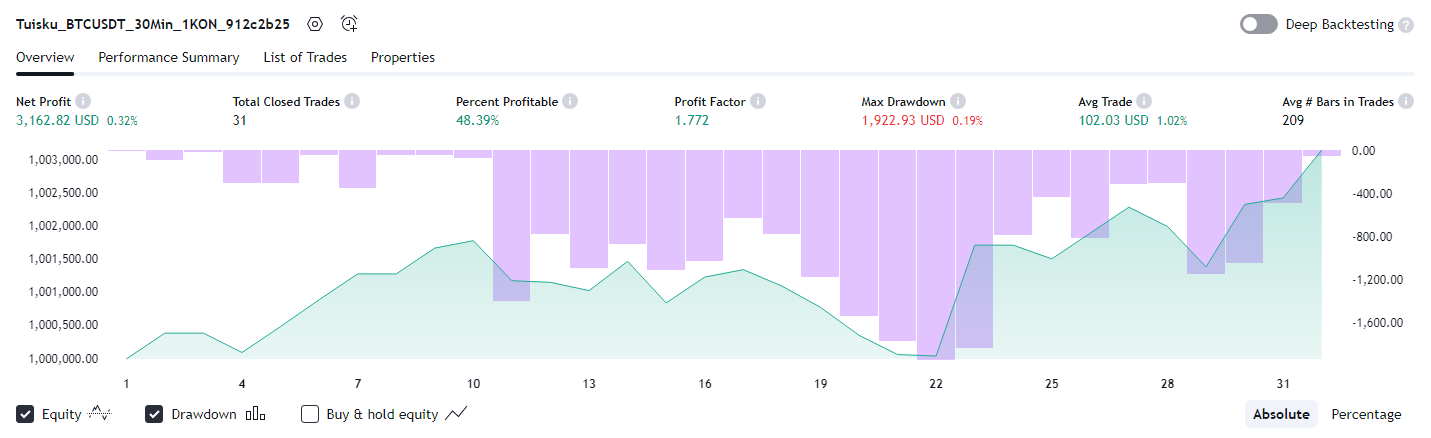 Tuisku_BTCUSDT_30Min_1KON_912c2b25
Deep Backtesting ?
Overview Performance Summary List of Trades Properties
Net Profit Total Closed Trades Percent Profitable Profit Factor Max Drawdown Avg Trade Avg # Bars in Trades
3,162.82 USD 0.32% 31 48.39% 1.772 1,922.93 USD 0.19% 102.03 USD 1.02% 209
1,003,000.00
1,002,500.00
1,002,000.00
1,001,500.00
1,001,000.00
1,000,500.00
1,000,000.00
0.00
-400.00
-800.00
-1,200.00
-1,600.00
1 4 7 10 13 16 19 22 25 28 31
Equity Drawdown Buy & hold equity Absolute Percentage